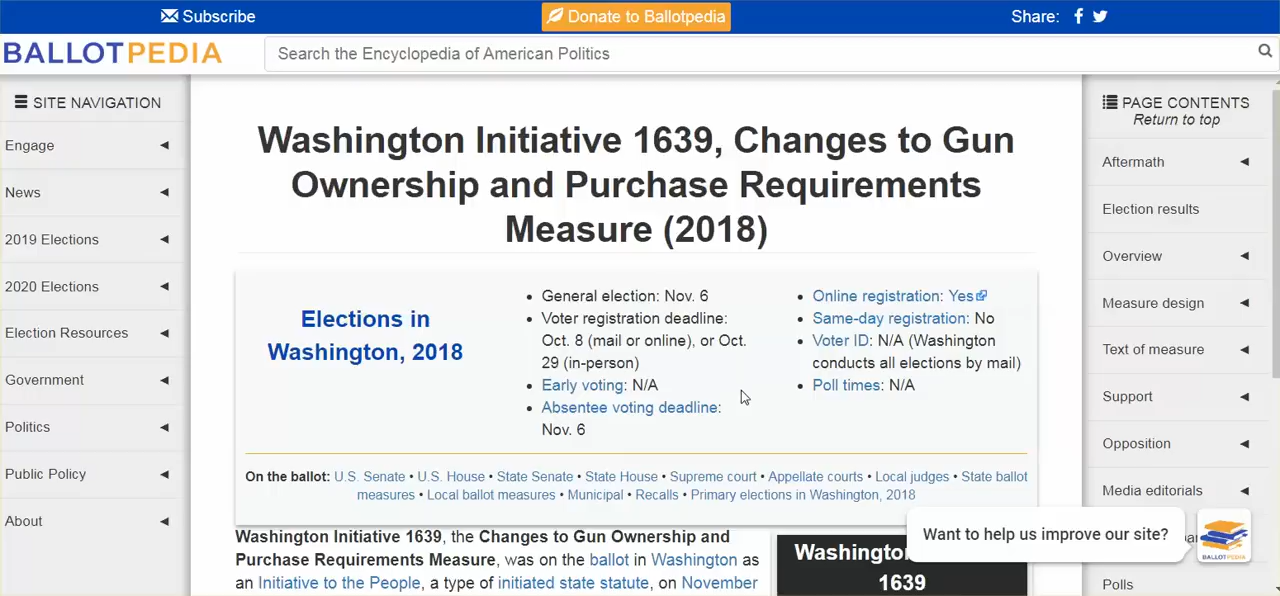 Subscribe
Donate to Ballotpedia
Share:
BALLOTPEDIA
Search the Encyclopedia of American Politics
SITE NAVIGATION
Engage
News
2019 Elections
2020 Elections
Election Resources
Government
Politics
Public Policy
About
Washington Initiative 1639, Changes to Gun
Ownership and Purchase Requirements
Measure (2018)
Elections in
Washington, 2018
General election: Nov. 6
Voter registration deadline:
Oct. 8 (mail or online), or Oct.
29 (in-person)
Early voting: N/A
Absentee voting deadline:
Nov. 6
Online registration: Yes
Same-day registration: No
Voter ID: N/A (Washington
conducts all elections by mail)
Poll times: N/A
On the ballot: U.S. Senate • U.S. House • State Senate • State House • Supreme court • Appellate courts • Local judges • State ballot
measures • Local ballot measures • Municipal • Recalls • Primary elections in Washington, 2018
Washington Initiative 1639, the Changes to Gun Ownership and
Purchase Requirements Measure, was on the ballot in Washington as
an Initiative to the People, a type of initiated state statute, on November
Washington
1639
PAGE CONTENTS
Return to top
Aftermath
Election results
Overview
Measure design
Text of measure
Support
Opposition
Media editorials
Polls
Want to help us improve our site?
BALLOTPEDIA